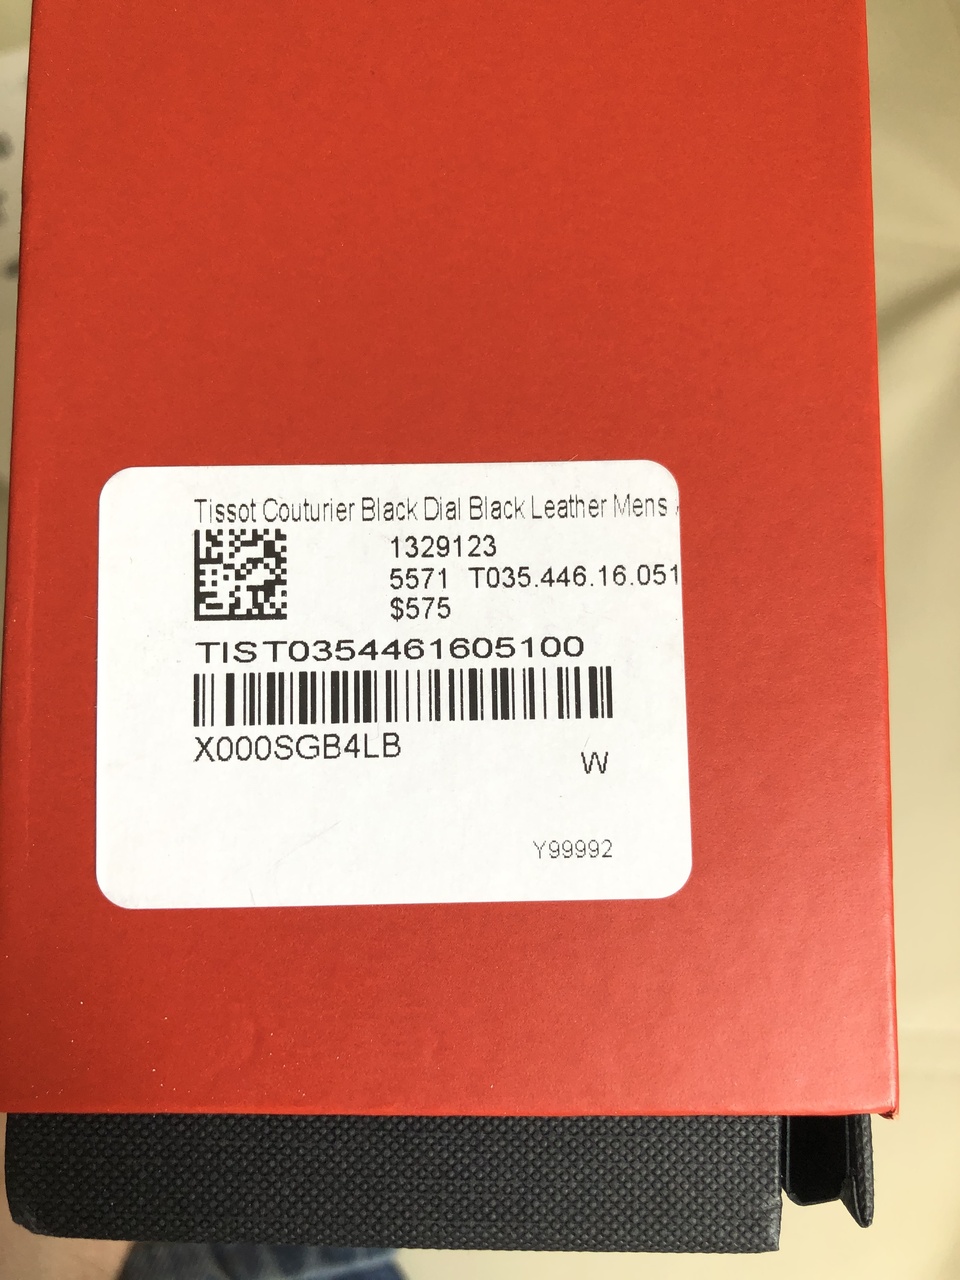 Tissot Couturier Black Dial Black Leather Mens
1329123
5571 T035.446.16.051
$575
TIST0354461605100
X000SGB4LB
W
Y99992